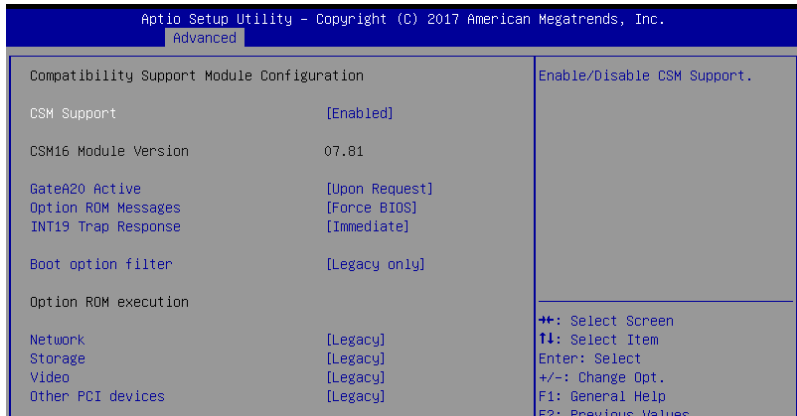 Aptio Setup Utility – Copyright (C) 2017 American Megatrends, Inc.
Advanced
Compatibility Support Module Configuration
CSM Support [Enabled]
CSM16 Module Version 07.81
GateA20 Active [Upon Request]
Option ROM Messages [Force BIOS]
INT19 Trap Response [Immediate]
Boot option filter [Legacy only]
Option ROM execution
Network [Legacy]
Storage [Legacy]
Video [Legacy]
Other PCI devices [Legacy]
Enable/Disable CSM Support.
→←: Select Screen
↑↓: Select Item
Enter: Select
+/-: Change Opt.
F1: General Help
F2: Previous Values